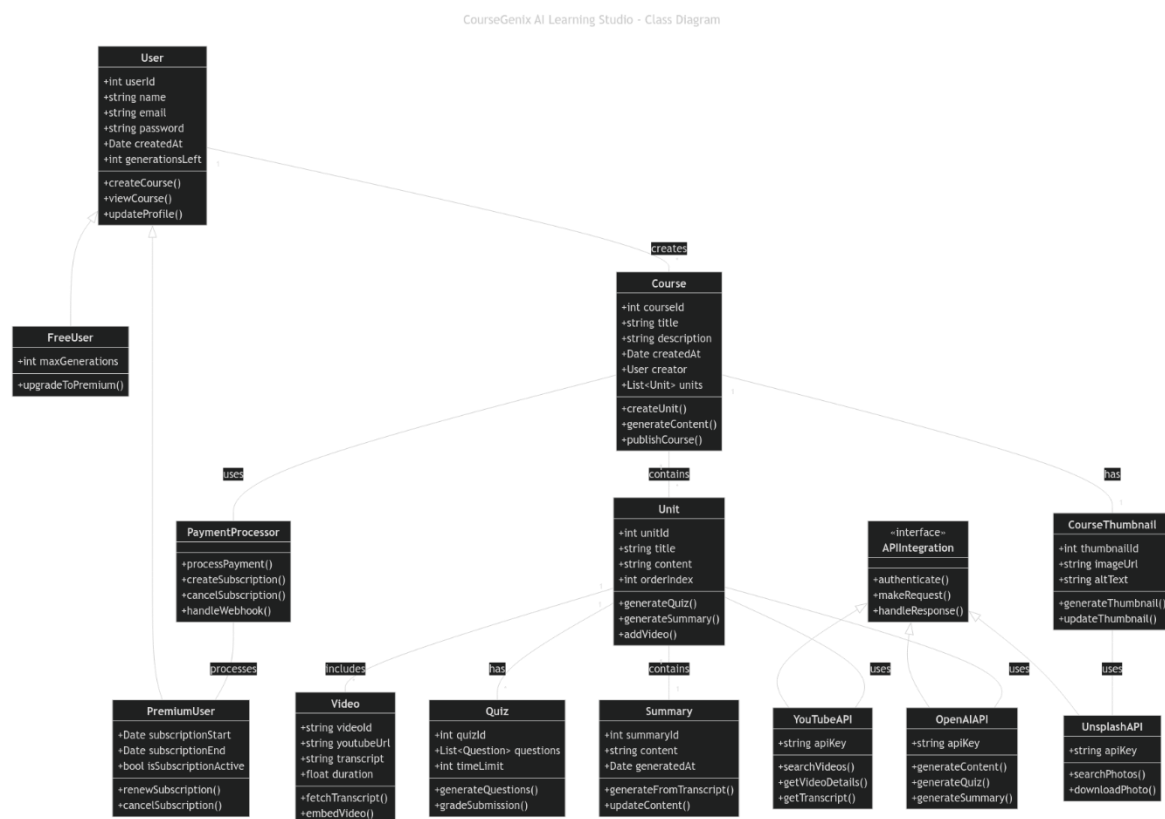 CourseGenix AI Learning Studio - Class Diagram
User
+int userId
+string name
+string email
+string password
+Date createdAt
+int generationsLeft
+createCourse()
+viewCourse()
+updateProfile()
creates
Course
+int courseId
+string title
+string description
+Date createdAt
+User creator
+List<Unit> units
+createUnit()
+generateContent()
+publishCourse()
FreeUser
+int maxGenerations
+upgradeToPremium()
uses
contains
has
PaymentProcessor
+processPayment()
+createSubscription()
+cancelSubscription()
+handleWebhook()
Unit
+int unitId
+string title
+string content
+int orderIndex
+generateQuiz()
+generateSummary()
+addVideo()
«interface»
APIIntegration
+authenticate()
+makeRequest()
+handleResponse()
CourseThumbnail
+int thumbnailId
+string imageUrl
+string altText
+generateThumbnail()
+updateThumbnail()
processes
includes
has
contains
uses
uses
uses
PremiumUser
+Date subscriptionStart
+Date subscriptionEnd
+bool isSubscriptionActive
+renewSubscription()
+cancelSubscription()
Video
+string videoId
+string youtubeUrl
+string transcript
+float duration
+fetchTranscript()
+embedVideo()
Quiz
+int quizId
+List<Question> questions
+int timeLimit
+generateQuestions()
+gradeSubmission()
Summary
+int summaryId
+string content
+Date generatedAt
+generateFromTranscript()
+updateContent()
YouTubeAPI
+string apiKey
+searchVideos()
+getVideoDetails()
+getTranscript()
OpenAIAPI
+string apiKey
+generateContent()
+generateQuiz()
+generateSummary()
UnsplashAPI
+string apiKey
+searchPhotos()
+downloadPhoto()